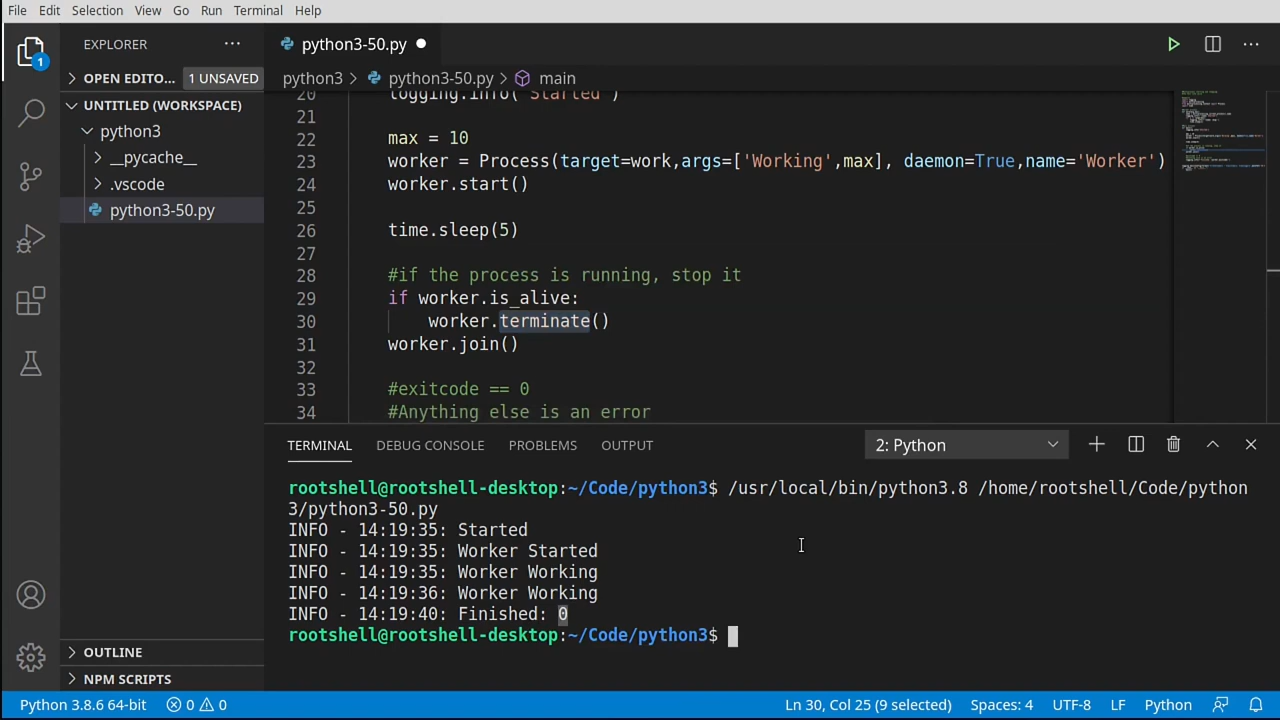 File Edit Selection View Go Run Terminal Help
EXPLORER ···
python3-50.py
1
OPEN EDITO... 1 UNSAVED
UNTITLED (WORKSPACE)
python3
__pycache__
.vscode
python3-50.py
OUTLINE
NPM SCRIPTS
python3 > python3-50.py > main
20 logging.info('Started')
21
22 max = 10
23 worker = Process(target=work,args=['Working',max], daemon=True,name='Worker')
24 worker.start()
25
26 time.sleep(5)
27
28 #if the process is running, stop it
29 if worker.is_alive:
30 worker.terminate()
31 worker.join()
32
33 #exitcode == 0
34 #Anything else is an error
TERMINAL DEBUG CONSOLE PROBLEMS OUTPUT 2: Python
rootshell@rootshell-desktop:~/Code/python3$ /usr/local/bin/python3.8 /home/rootshell/Code/python
3/python3-50.py
INFO - 14:19:35: Started
INFO - 14:19:35: Worker Started
INFO - 14:19:35: Worker Working
INFO - 14:19:36: Worker Working
INFO - 14:19:40: Finished: 0
rootshell@rootshell-desktop:~/Code/python3$
Python 3.8.6 64-bit 0 0 Ln 30, Col 25 (9 selected) Spaces: 4 UTF-8 LF Python